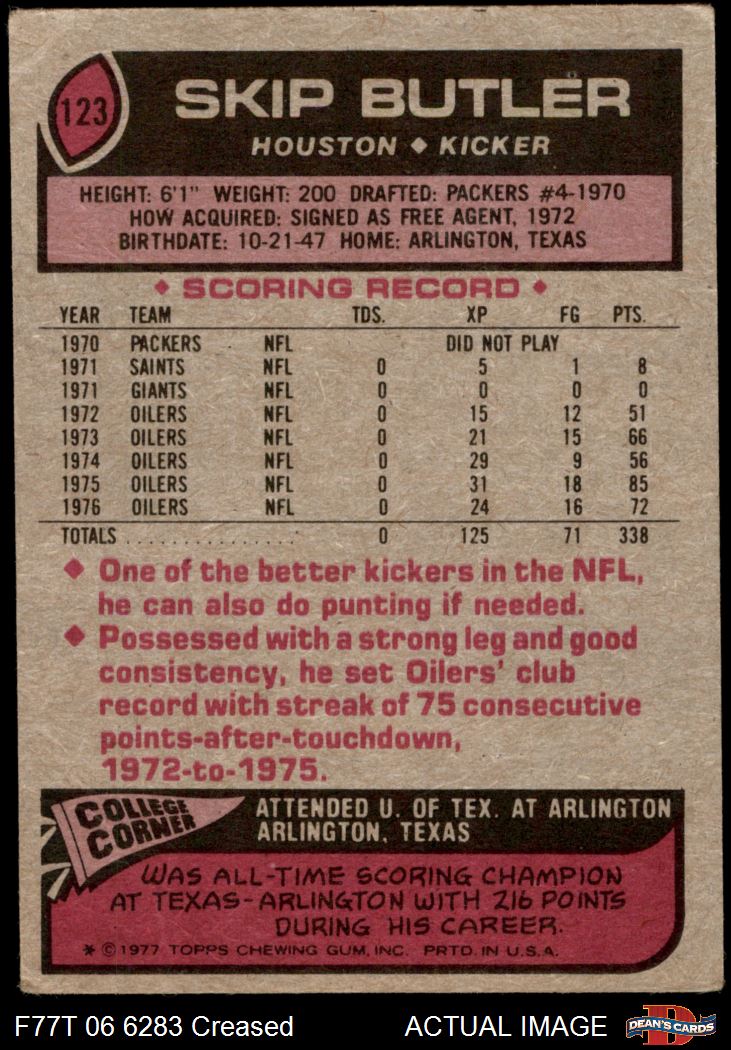 123
SKIP BUTLER
HOUSTON ◆ KICKER
HEIGHT: 6'1" WEIGHT: 200 DRAFTED: PACKERS #4-1970
HOW ACQUIRED: SIGNED AS FREE AGENT, 1972
BIRTHDATE: 10-21-47 HOME: ARLINGTON, TEXAS
◆ SCORING RECORD ◆
YEAR TEAM TDS. XP FG PTS.
1970 PACKERS NFL DID NOT PLAY
1971 SAINTS NFL 0 5 1 8
1971 GIANTS NFL 0 0 0 0
1972 OILERS NFL 0 15 12 51
1973 OILERS NFL 0 21 15 66
1974 OILERS NFL 0 29 9 56
1975 OILERS NFL 0 31 18 85
1976 OILERS NFL 0 24 16 72
TOTALS . . . . . . . . . . . . . . . 0 125 71 338
◆ One of the better kickers in the NFL,
he can also do punting if needed.
◆ Possessed with a strong leg and good
consistency, he set Oilers' club
record with streak of 75 consecutive
points-after-touchdown,
1972-to-1975.
COLLEGE
CORNER
ATTENDED U. OF TEX. AT ARLINGTON
ARLINGTON, TEXAS
WAS ALL-TIME SCORING CHAMPION
AT TEXAS-ARLINGTON WITH 216 POINTS
DURING HIS CAREER.
* © 1977 TOPPS CHEWING GUM, INC. PRTD. IN U.S.A.
F77T 06 6283 Creased ACTUAL IMAGE
D
DEAN'S CARDS